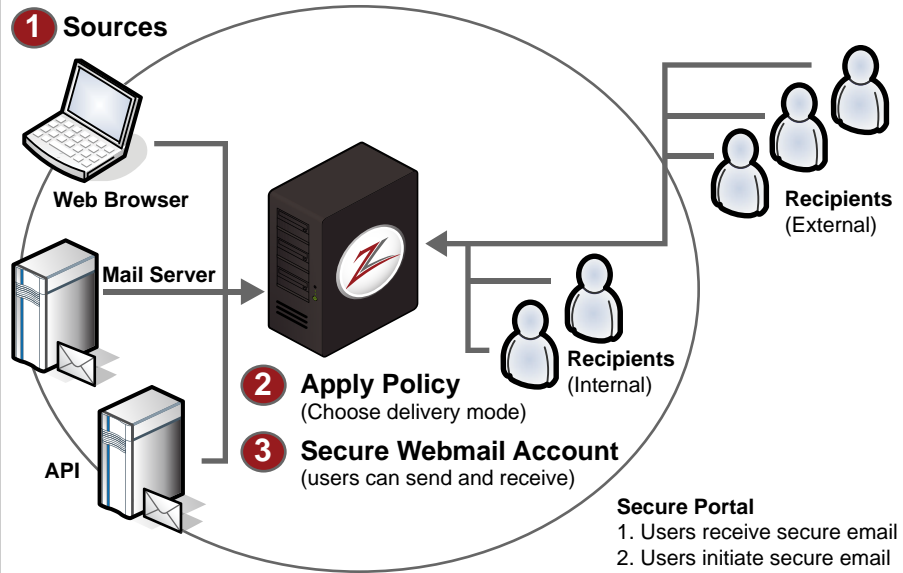 1 Sources
Web Browser
Mail Server
API
2 Apply Policy
(Choose delivery mode)
3 Secure Webmail Account
(users can send and receive)
Recipients
(External)
Recipients
(Internal)
Secure Portal
1. Users receive secure email
2. Users initiate secure email